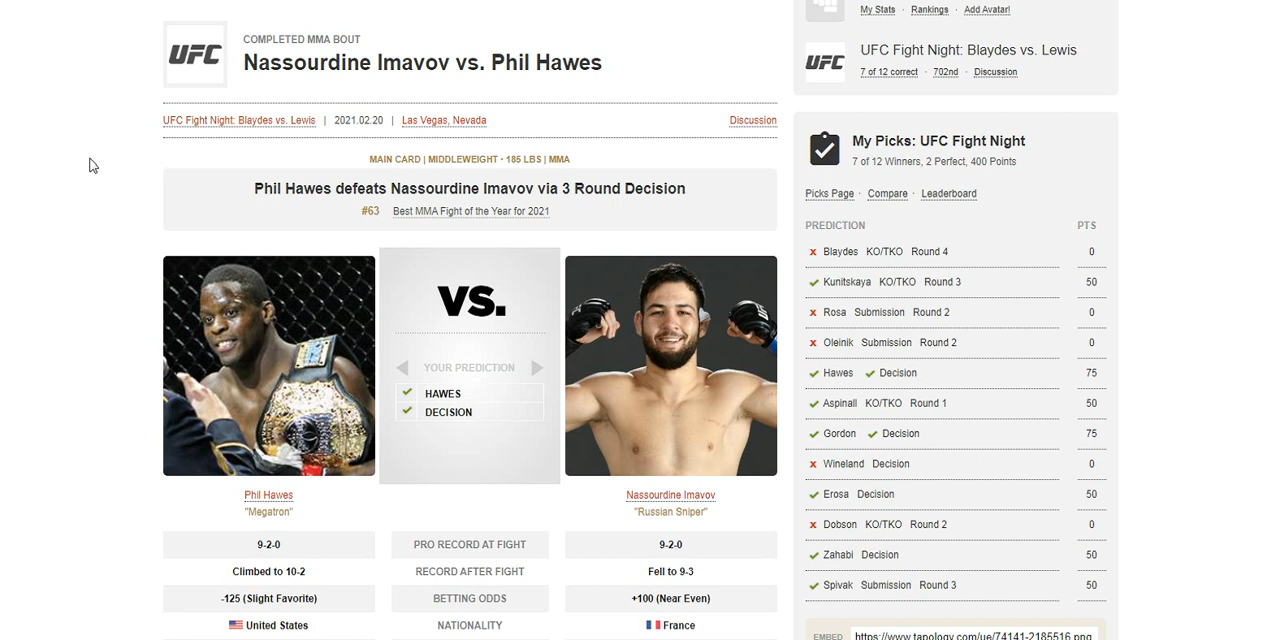 UFC
COMPLETED MMA BOUT
Nassourdine Imavov vs. Phil Hawes
UFC Fight Night: Blaydes vs. Lewis | 2021.02.20 | Las Vegas, Nevada
Discussion
MAIN CARD | MIDDLEWEIGHT · 185 LBS | MMA
Phil Hawes defeats Nassourdine Imavov via 3 Round Decision
#63 Best MMA Fight of the Year for 2021
VS.
YOUR PREDICTION
HAWES
DECISION
Phil Hawes
"Megatron"
Nassourdine Imavov
"Russian Sniper"
9-2-0 PRO RECORD AT FIGHT 9-2-0
Climbed to 10-2 RECORD AFTER FIGHT Fell to 9-3
-125 (Slight Favorite) BETTING ODDS +100 (Near Even)
United States NATIONALITY France
My Stats · Rankings · Add Avatar!
UFC
UFC Fight Night: Blaydes vs. Lewis
7 of 12 correct · 702nd · Discussion
My Picks: UFC Fight Night
7 of 12 Winners, 2 Perfect, 400 Points
Picks Page · Compare · Leaderboard
PREDICTION PTS
x Blaydes KO/TKO Round 4 0
Kunitskaya KO/TKO Round 3 50
x Rosa Submission Round 2 0
x Oleinik Submission Round 2 0
Hawes Decision 75
Aspinall KO/TKO Round 1 50
Gordon Decision 75
x Wineland Decision 0
Erosa Decision 50
x Dobson KO/TKO Round 2 0
Zahabi Decision 50
Spivak Submission Round 3 50
EMBED https://www.tapology.com/ue/74141-2185516.png